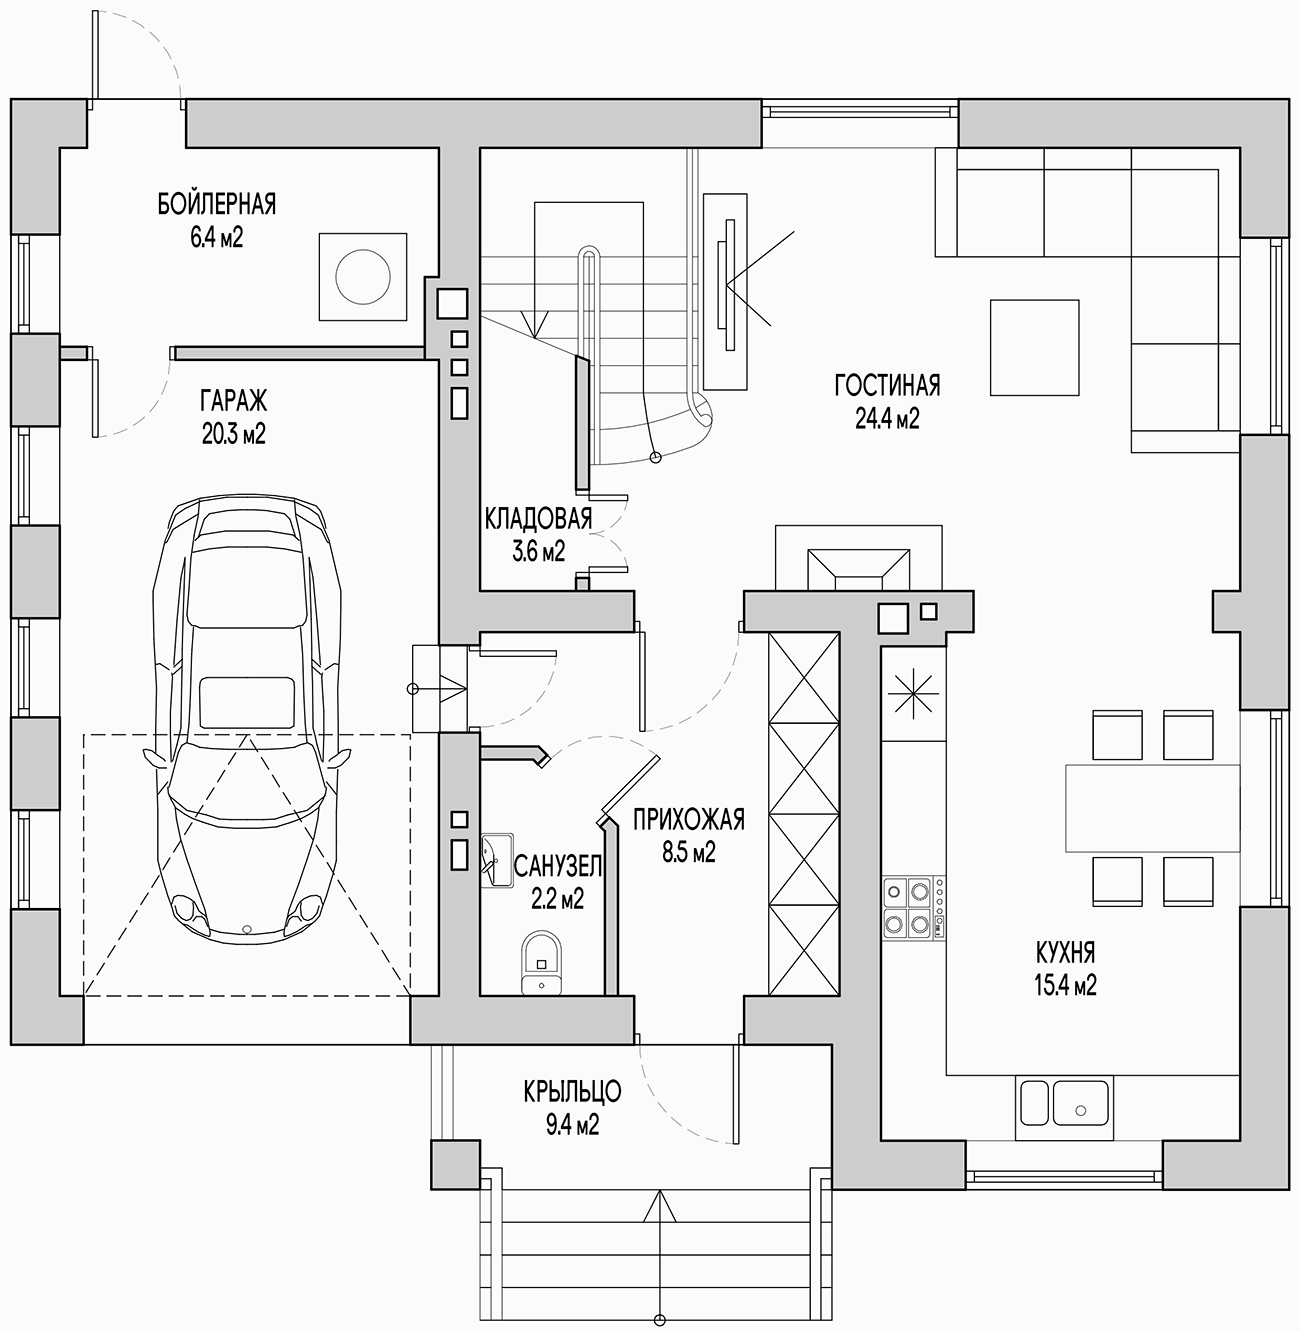 БОЙЛЕРНАЯ
6.4 м2
ГАРАЖ
20.3 м2
ГОСТИНАЯ
24.4 м2
КЛАДОВАЯ
3.6 м2
ПРИХОЖАЯ
8.5 м2
САНУЗЕЛ
2.2 м2
КУХНЯ
15.4 м2
КРЫЛЬЦО
9.4 м2